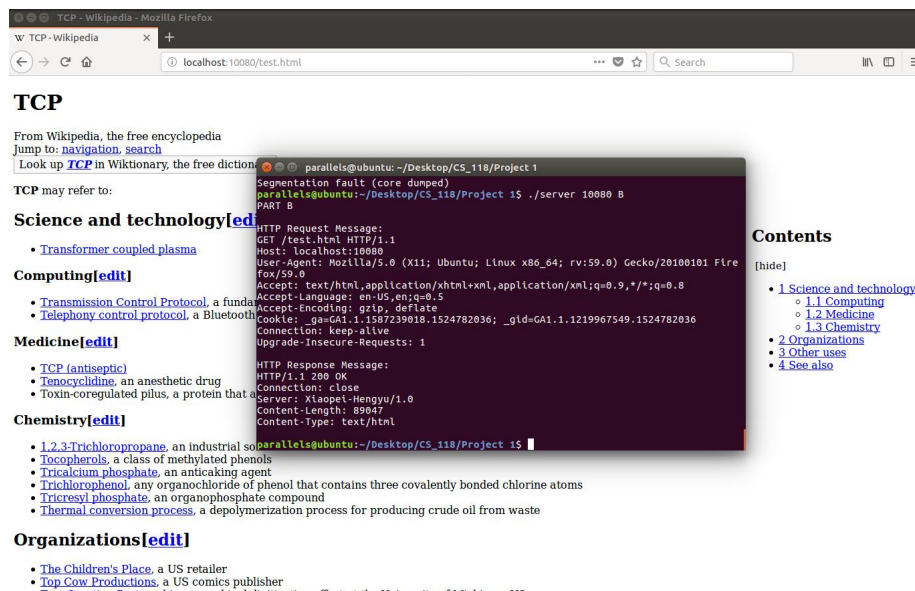 TCP - Wikipedia - Mozilla Firefox
W TCP - Wikipedia × +
localhost:10080/test.html
Search
TCP
From Wikipedia, the free encyclopedia
Jump to: navigation, search
Look up TCP in Wiktionary, the free diction
TCP may refer to:
Science and technology[edi
Transformer coupled plasma
Computing[edit]
Transmission Control Protocol, a fundar
Telephony control protocol, a Bluetooth
Medicine[edit]
TCP (antiseptic)
Tenocyclidine, an anesthetic drug
Toxin-coregulated pilus, a protein that a
Chemistry[edit]
1,2,3-Trichloropropane, an industrial so
Tocopherols, a class of methylated phenols
Tricalcium phosphate, an anticaking agent
Trichlorophenol, any organochloride of phenol that contains three covalently bonded chlorine atoms
Tricresyl phosphate, an organophosphate compound
Thermal conversion process, a depolymerization process for producing crude oil from waste
Organizations[edit]
The Children's Place, a US retailer
Top Cow Productions, a US comics publisher
parallels@ubuntu: ~/Desktop/CS_118/Project 1
Segmentation fault (core dumped)
parallels@ubuntu:~/Desktop/CS_118/Project 1$ ./server 10080 B
PART B
HTTP Request Message:
GET /test.html HTTP/1.1
Host: localhost:10080
User-Agent: Mozilla/5.0 (X11; Ubuntu; Linux x86_64; rv:59.0) Gecko/20100101 Fire
fox/59.0
Accept: text/html,application/xhtml+xml,application/xml;q=0.9,*/*;q=0.8
Accept-Language: en-US,en;q=0.5
Accept-Encoding: gzip, deflate
Cookie: _ga=GA1.1.1587239018.1524782036; _gid=GA1.1.1219967549.1524782036
Connection: keep-alive
Upgrade-Insecure-Requests: 1
HTTP Response Message:
HTTP/1.1 200 OK
Connection: close
Server: Xiaopei-Hengyu/1.0
Content-Length: 89047
Content-Type: text/html
parallels@ubuntu:~/Desktop/CS_118/Project 1$
Contents
[hide]
1 Science and technology
1.1 Computing
1.2 Medicine
1.3 Chemistry
2 Organizations
3 Other uses
4 See also